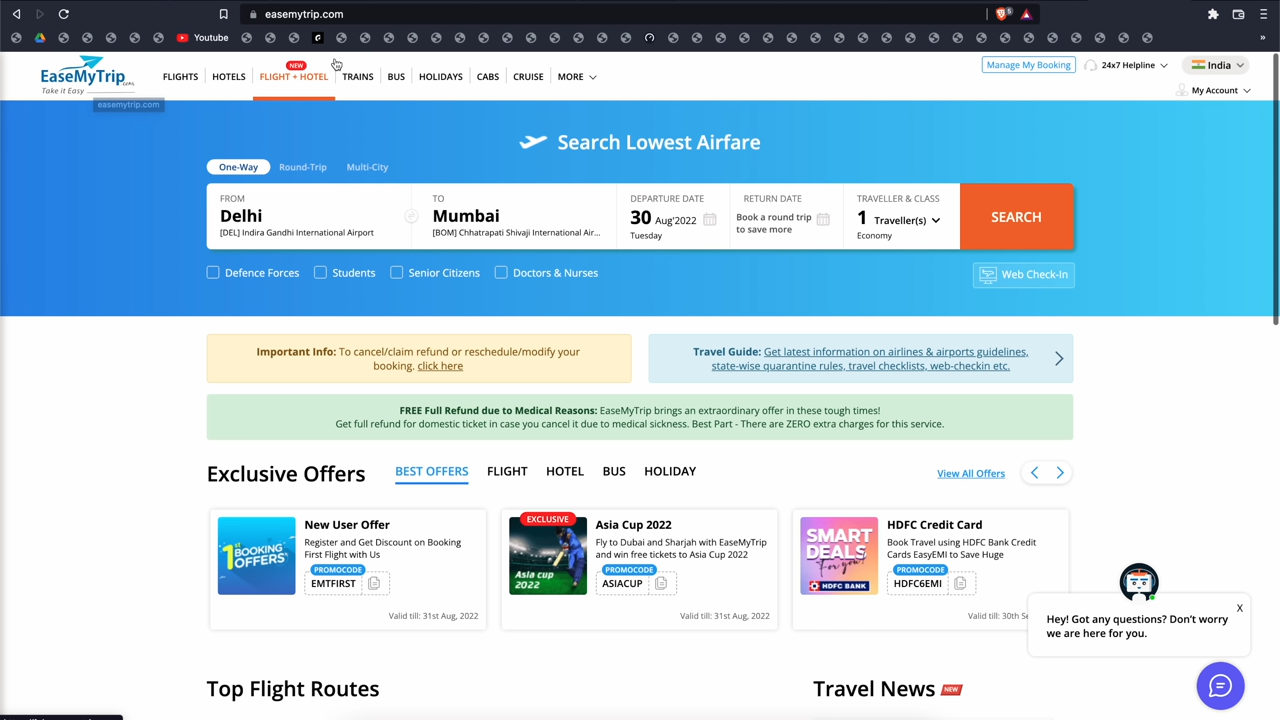 easemytrip.com
5
Youtube
EaseMyTrip.com
Take it Easy
FLIGHTS
HOTELS
NEW
FLIGHT + HOTEL
TRAINS
BUS
HOLIDAYS
CABS
CRUISE
MORE
Manage My Booking
24x7 Helpline
India
My Account
easemytrip.com
Search Lowest Airfare
One-Way
Round-Trip
Multi-City
FROM
Delhi
[DEL] Indira Gandhi International Airport
TO
Mumbai
[BOM] Chhatrapati Shivaji International Air...
DEPARTURE DATE
30 Aug'2022
Tuesday
RETURN DATE
Book a round trip
to save more
TRAVELLER & CLASS
1 Traveller(s)
Economy
SEARCH
Defence Forces
Students
Senior Citizens
Doctors & Nurses
Web Check-In
Important Info: To cancel/claim refund or reschedule/modify your
booking. click here
Travel Guide: Get latest information on airlines & airports guidelines,
state-wise quarantine rules, travel checklists, web-checkin etc.
FREE Full Refund due to Medical Reasons: EaseMyTrip brings an extraordinary offer in these tough times!
Get full refund for domestic ticket in case you cancel it due to medical sickness. Best Part - There are ZERO extra charges for this service.
Exclusive Offers
BEST OFFERS
FLIGHT
HOTEL
BUS
HOLIDAY
View All Offers
1st BOOKING
OFFERS
New User Offer
Register and Get Discount on Booking
First Flight with Us
PROMOCODE
EMTFIRST
Valid till: 31st Aug, 2022
EXCLUSIVE
Asia cup
2022
Asia Cup 2022
Fly to Dubai and Sharjah with EaseMyTrip
and win free tickets to Asia Cup 2022
PROMOCODE
ASIACUP
Valid till: 31st Aug, 2022
SMART
DEALS
For you!
HDFC BANK
HDFC Credit Card
Book Travel using HDFC Bank Credit
Cards EasyEMI to Save Huge
PROMOCODE
HDFC6EMI
Valid till: 30th Se
X
Hey! Got any questions? Don't worry
we are here for you.
Top Flight Routes
Travel News NEW